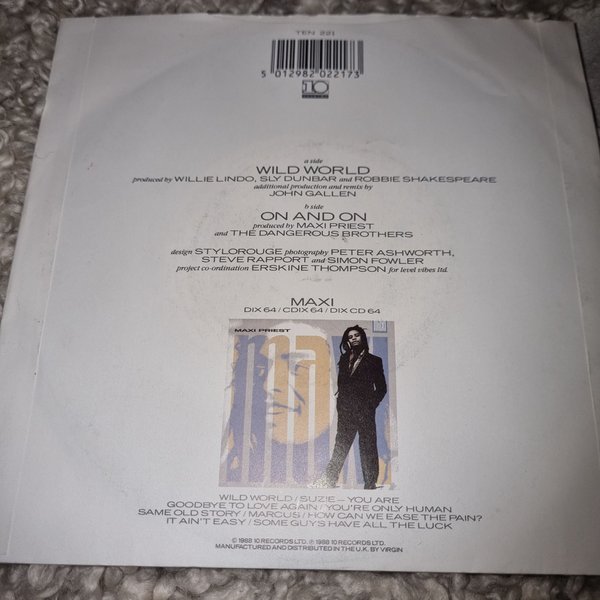 TEN 221
5 012982 022173
10
a side
WILD WORLD
produced by WILLIE LINDO, SLY DUNBAR and ROBBIE SHAKESPEARE
additional production and remix by
JOHN GALLEN
b side
ON AND ON
produced by MAXI PRIEST
and THE DANGEROUS BROTHERS
design STYLOROUGE photography PETER ASHWORTH,
STEVE RAPPORT and SIMON FOWLER
project co-ordination ERSKINE THOMPSON for level vibes ltd.
MAXI
DIX 64 / CDIX 64 / DIX CD 64
MAXI PRIEST
maxi
WILD WORLD / SUZIE – YOU ARE
GOODBYE TO LOVE AGAIN / YOU'RE ONLY HUMAN
SAME OLD STORY / MARCUS / HOW CAN WE EASE THE PAIN?
IT AIN'T EASY / SOME GUYS HAVE ALL THE LUCK
© 1988 10 RECORDS LTD. ℗ 1988 10 RECORDS LTD.
MANUFACTURED AND DISTRIBUTED IN THE U.K. BY VIRGIN